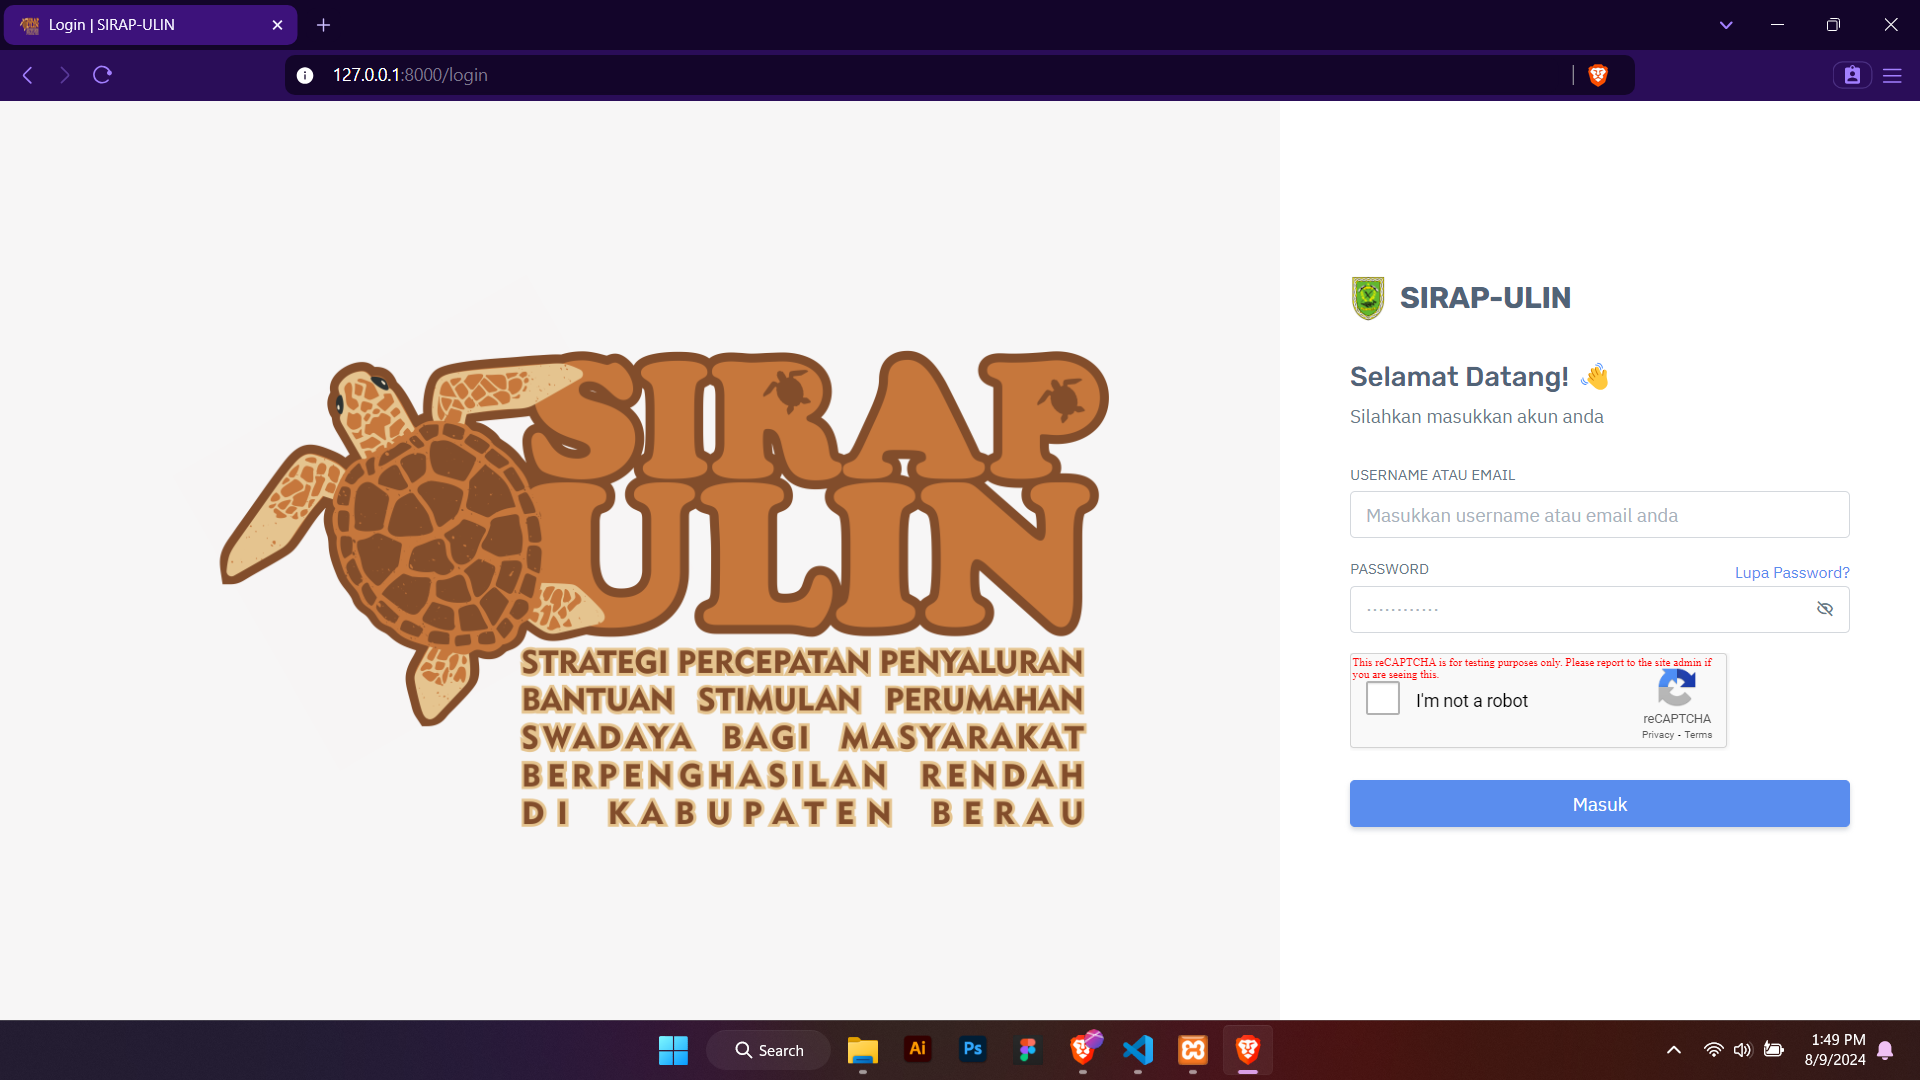 Login | SIRAP-ULIN
127.0.0.1:8000/login
SIRAP
ULIN
STRATEGI PERCEPATAN PENYALURAN
BANTUAN STIMULAN PERUMAHAN
SWADAYA BAGI MASYARAKAT
BERPENGHASILAN RENDAH
DI KABUPATEN BERAU
SIRAP-ULIN
Selamat Datang! 👋
Silahkan masukkan akun anda
USERNAME ATAU EMAIL
Masukkan username atau email anda
PASSWORD
Lupa Password?
············
This reCAPTCHA is for testing purposes only. Please report to the site admin if
you are seeing this.
I'm not a robot
reCAPTCHA
Privacy - Terms
Masuk
Search
Ai
Ps
1:49 PM
8/9/2024